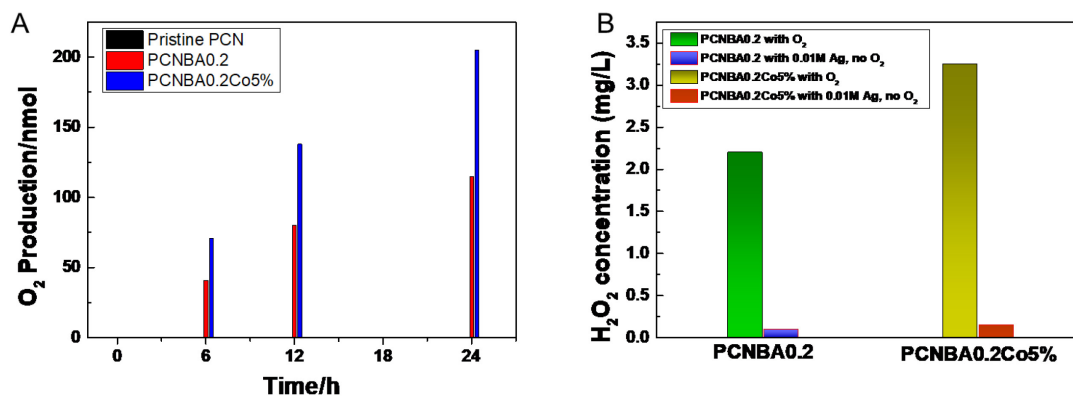 A
Pristine PCN
PCNBA0.2
PCNBA0.2Co5%
O₂ Production/nmol
200
150
100
50
0
0 6 12 18 24
Time/h
B
PCNBA0.2 with O₂
PCNBA0.2 with 0.01M Ag, no O₂
PCNBA0.2Co5% with O₂
PCNBA0.2Co5% with 0.01M Ag, no O₂
H₂O₂ concentration (mg/L)
3.5
3.0
2.5
2.0
1.5
1.0
0.5
0.0
PCNBA0.2 PCNBA0.2Co5%